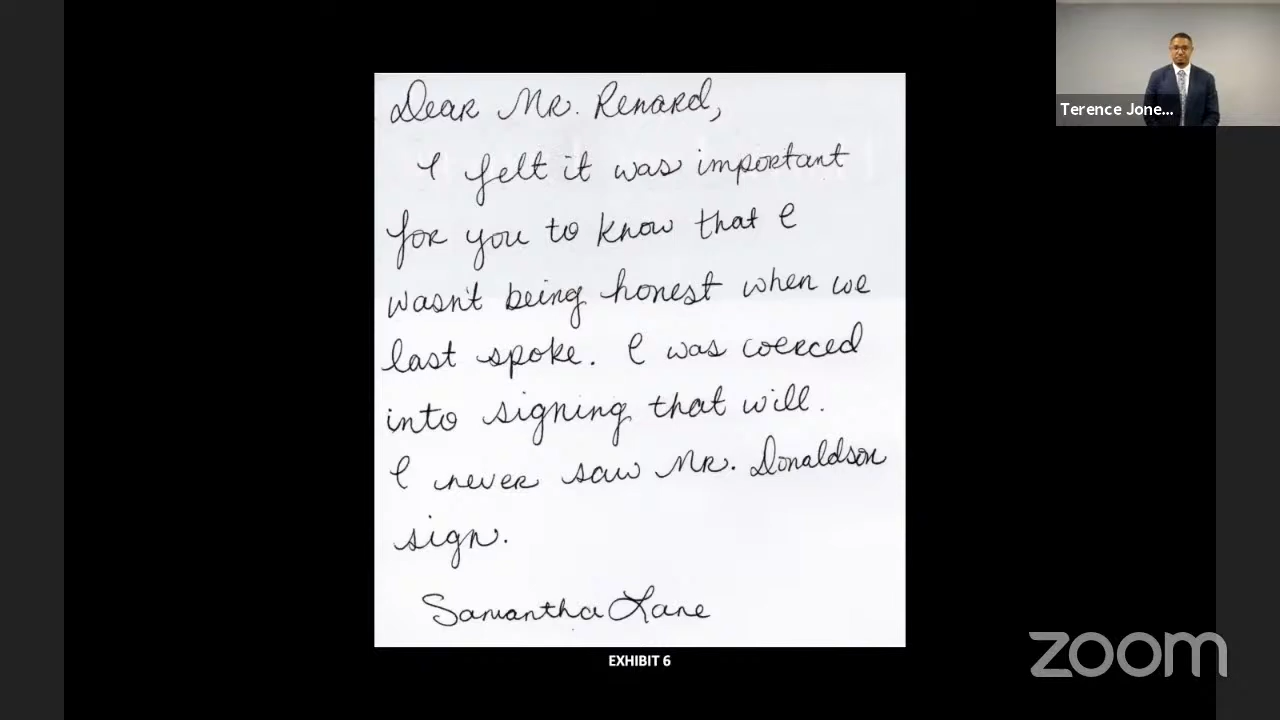 Dear Mr. Renard,
I felt it was important
for you to know that I
wasn't being honest when we
last spoke. I was coerced
into signing that will.
I never saw Mr. Donaldson
sign.
Samantha Lane
EXHIBIT 6
Terence Jone...
zoom